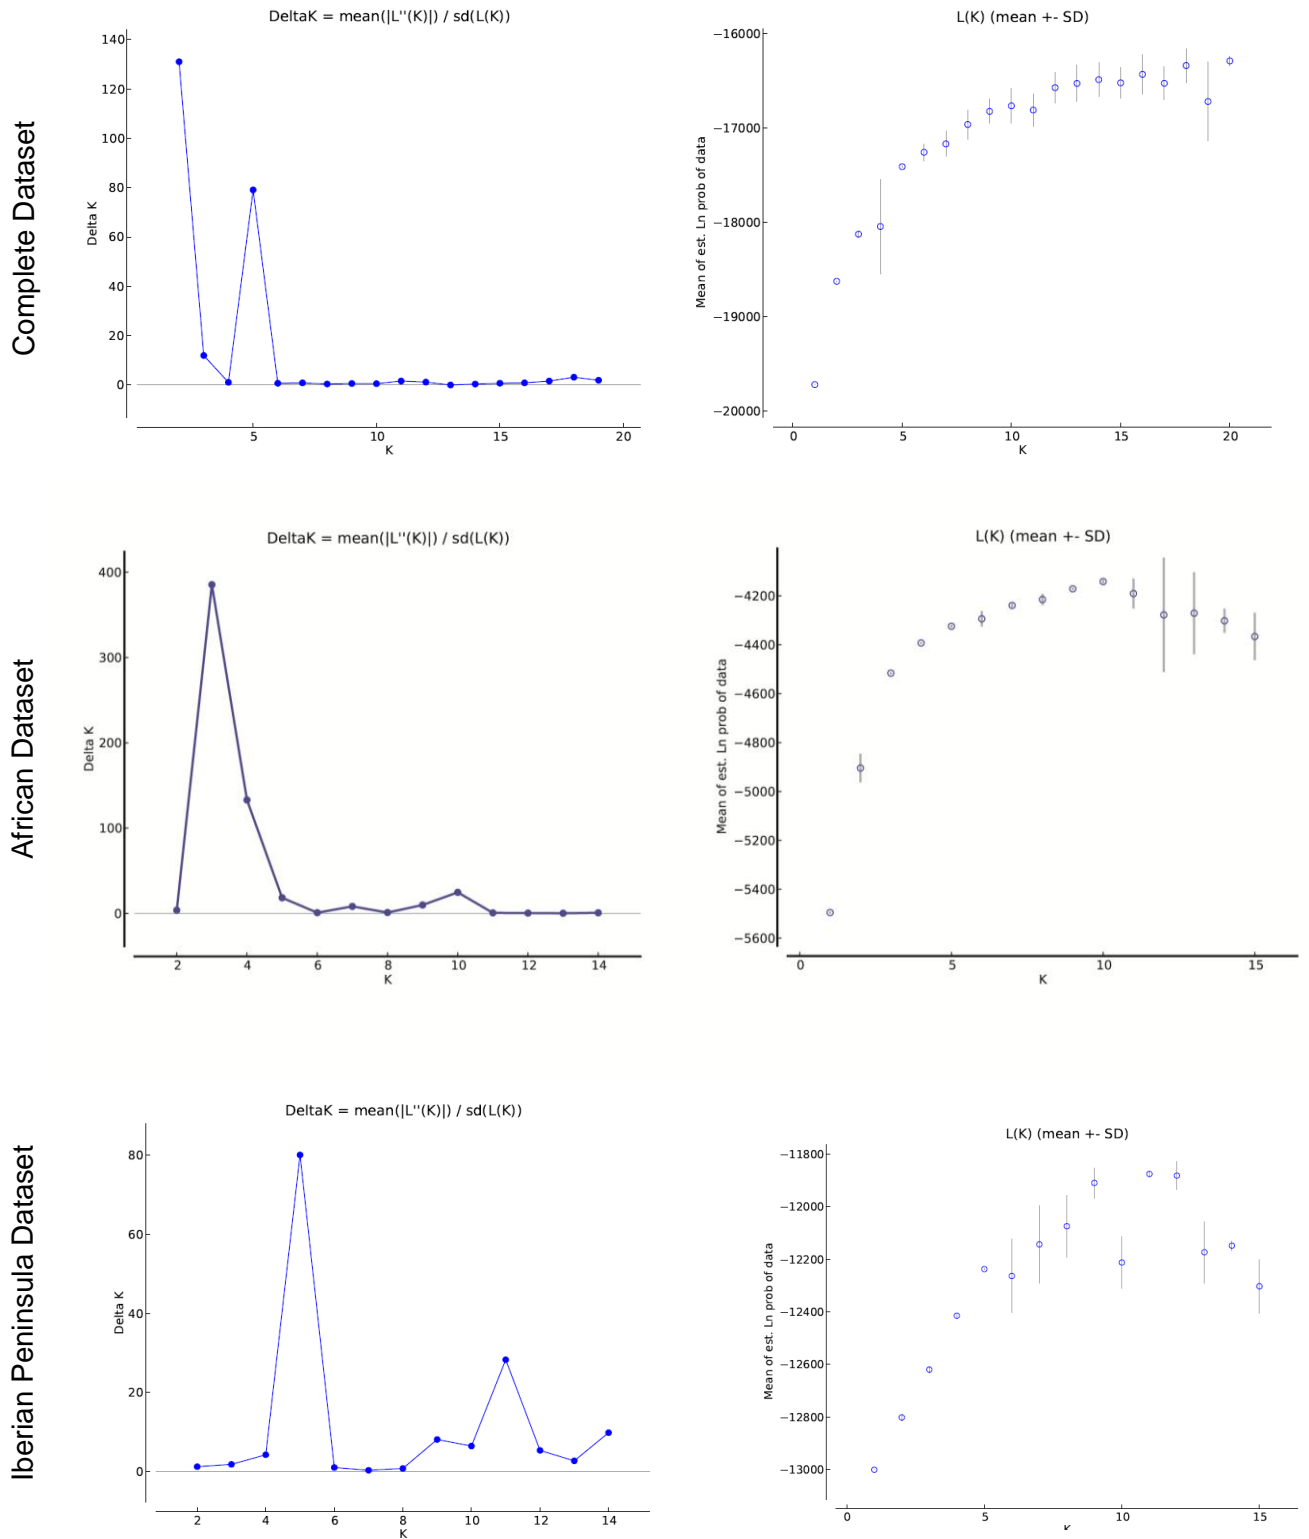 Complete Dataset
DeltaK = mean(|L''(K)|) / sd(L(K))
Delta K
140
120
100
80
60
40
20
0
5 10 15 20
K
L(K) (mean +- SD)
Mean of est. Ln prob of data
−16000
−17000
−18000
−19000
−20000
0 5 10 15 20
K
African Dataset
DeltaK = mean(|L''(K)|) / sd(L(K))
Delta K
400
300
200
100
0
2 4 6 8 10 12 14
K
L(K) (mean +- SD)
Mean of est. Ln prob of data
−4200
−4400
−4600
−4800
−5000
−5200
−5400
−5600
0 5 10 15
K
Iberian Peninsula Dataset
DeltaK = mean(|L''(K)|) / sd(L(K))
Delta K
80
60
40
20
0
2 4 6 8 10 12 14
K
L(K) (mean +- SD)
Mean of est. Ln prob of data
−11800
−12000
−12200
−12400
−12600
−12800
−13000
0 5 10 15
K